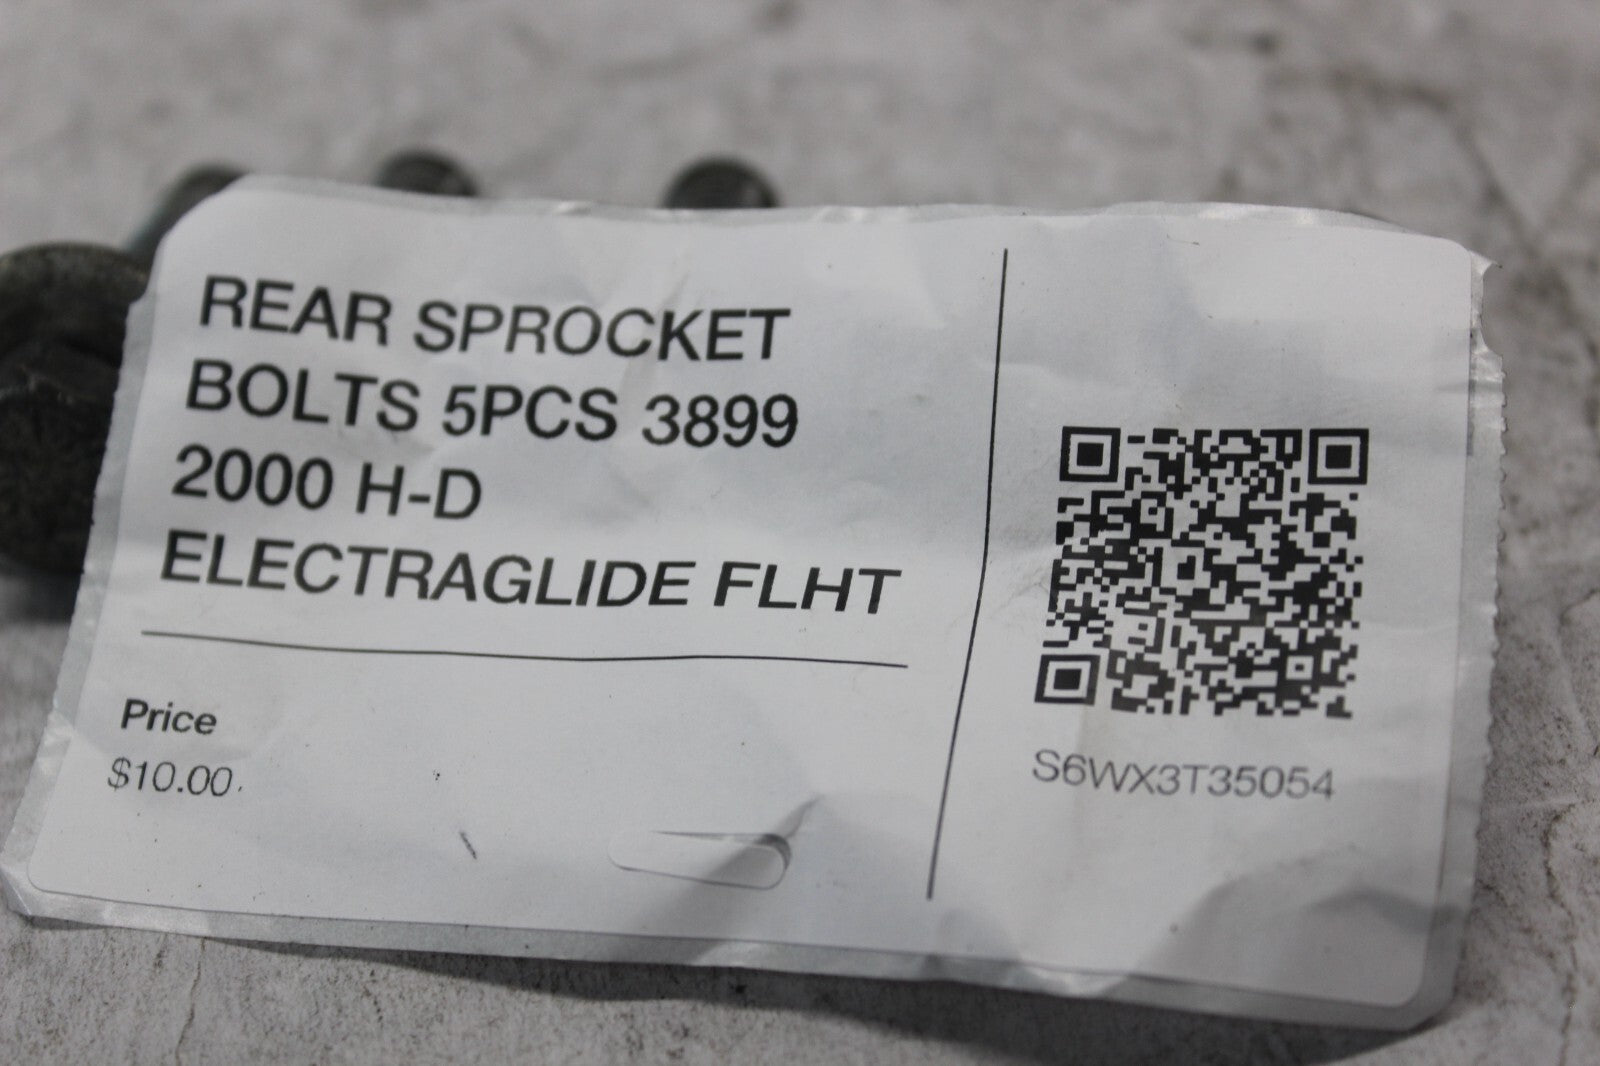 REAR SPROCKET
BOLTS 5PCS 3899
2000 H-D
ELECTRAGLIDE FLHT
Price
$10.00
S6WX3T35054